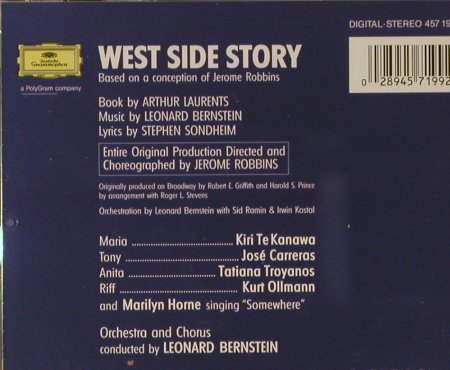 DIGITAL-STEREO 457 19
Deutsche
Grammophon
a PolyGram company
WEST SIDE STORY
Based on a conception of Jerome Robbins
0 28945 71992
Book by ARTHUR LAURENTS
Music by LEONARD BERNSTEIN
Lyrics by STEPHEN SONDHEIM
Entire Original Production Directed and
Choreographed by JEROME ROBBINS
Originally produced on Broadway by Robert E. Griffith and Harold S. Prince
by arrangement with Roger L. Stevens
Orchestration by Leonard Bernstein with Sid Ramin & Irwin Kostal
Maria ........................ Kiri Te Kanawa
Tony ........................ José Carreras
Anita .................... Tatiana Troyanos
Riff ........................... Kurt Ollmann
and Marilyn Horne singing "Somewhere"
Orchestra and Chorus
conducted by LEONARD BERNSTEIN